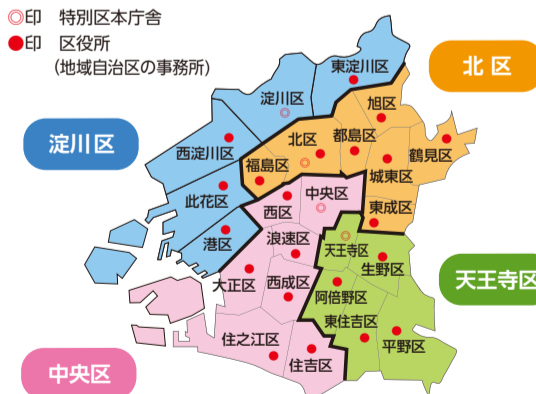 ◎印 特別区本庁舎
●印 区役所
(地域自治区の事務所)
北区
淀川区
天王寺区
中央区
東淀川区
淀川区
旭区
西淀川区
北区
都島区
鶴見区
福島区
城東区
此花区
中央区
西区
東成区
港区
浪速区
天王寺区
生野区
大正区
西成区
阿倍野区
東住吉区
平野区
住之江区
住吉区